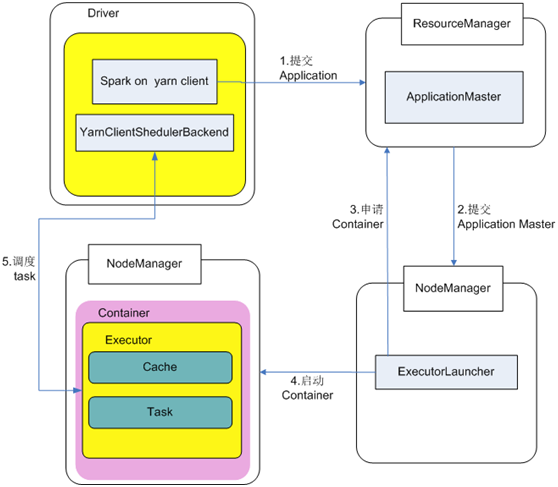 Driver
Spark on yarn client
YarnClientShedulerBackend
1.提交
Application
ResourceManager
ApplicationMaster
3.申请
Container
2.提交
Application Master
5.调度
task
NodeManager
Container
Executor
Cache
Task
4.启动
Container
NodeManager
ExecutorLauncher